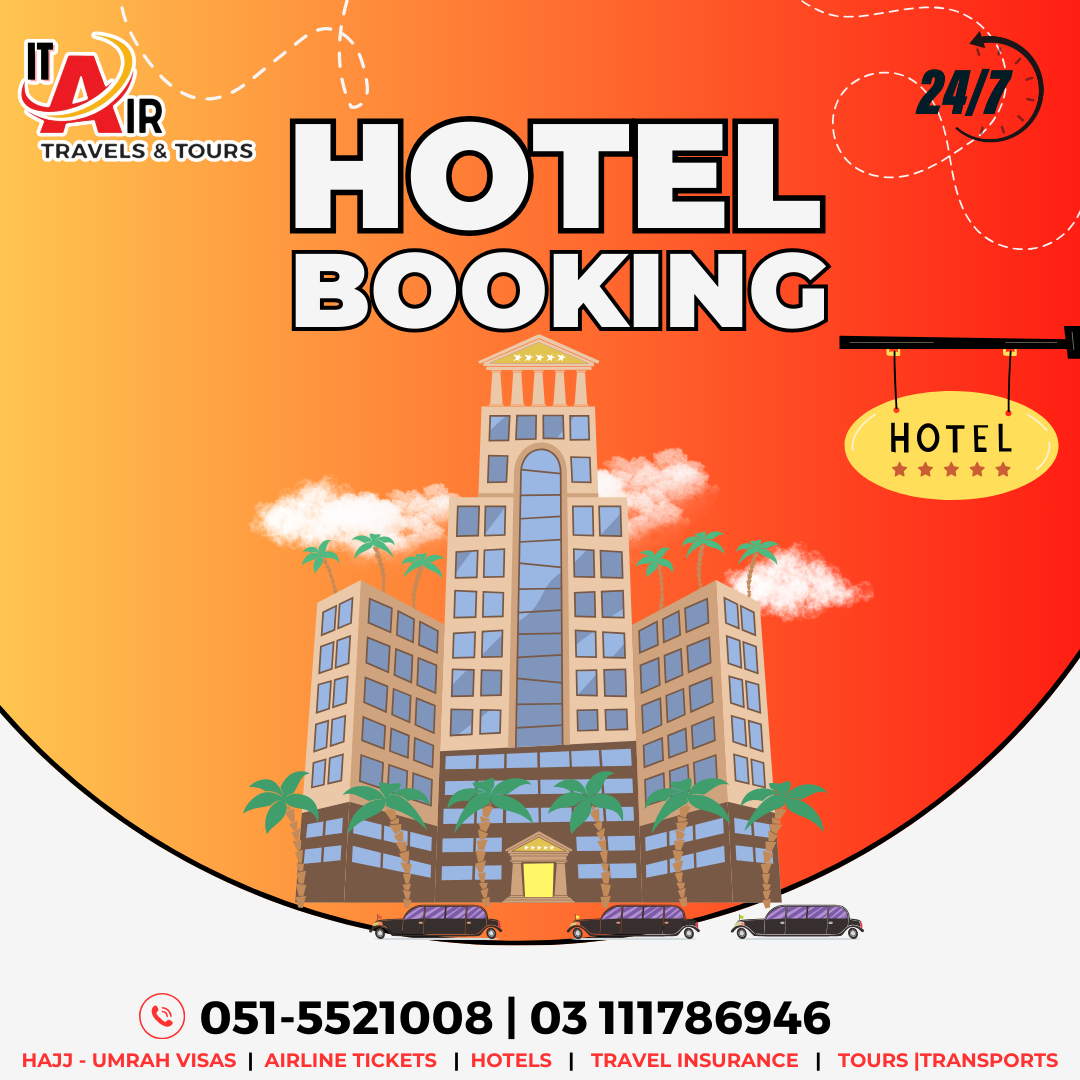 IT AIR
TRAVELS & TOURS
24/7
HOTEL
BOOKING
HOTEL
051-5521008 | 03 111786946
HAJJ - UMRAH VISAS | AIRLINE TICKETS | HOTELS | TRAVEL INSURANCE | TOURS |TRANSPORTS